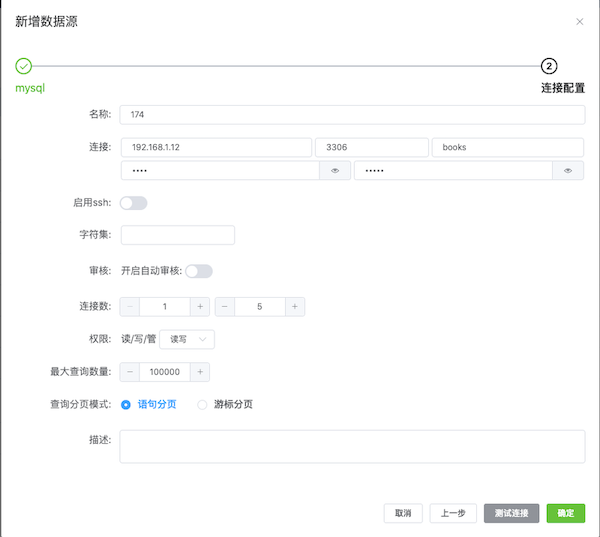 新增数据源
2
mysql
连接配置
名称: 174
连接: 192.168.1.12 3306 books
•••• •••••
启用ssh:
字符集:
审核: 开启自动审核:
连接数: − 1 + − 5 +
权限: 读/写/管 读写
最大查询数量: − 100000 +
查询分页模式: 语句分页 游标分页
描述:
取消 上一步 测试连接 确定